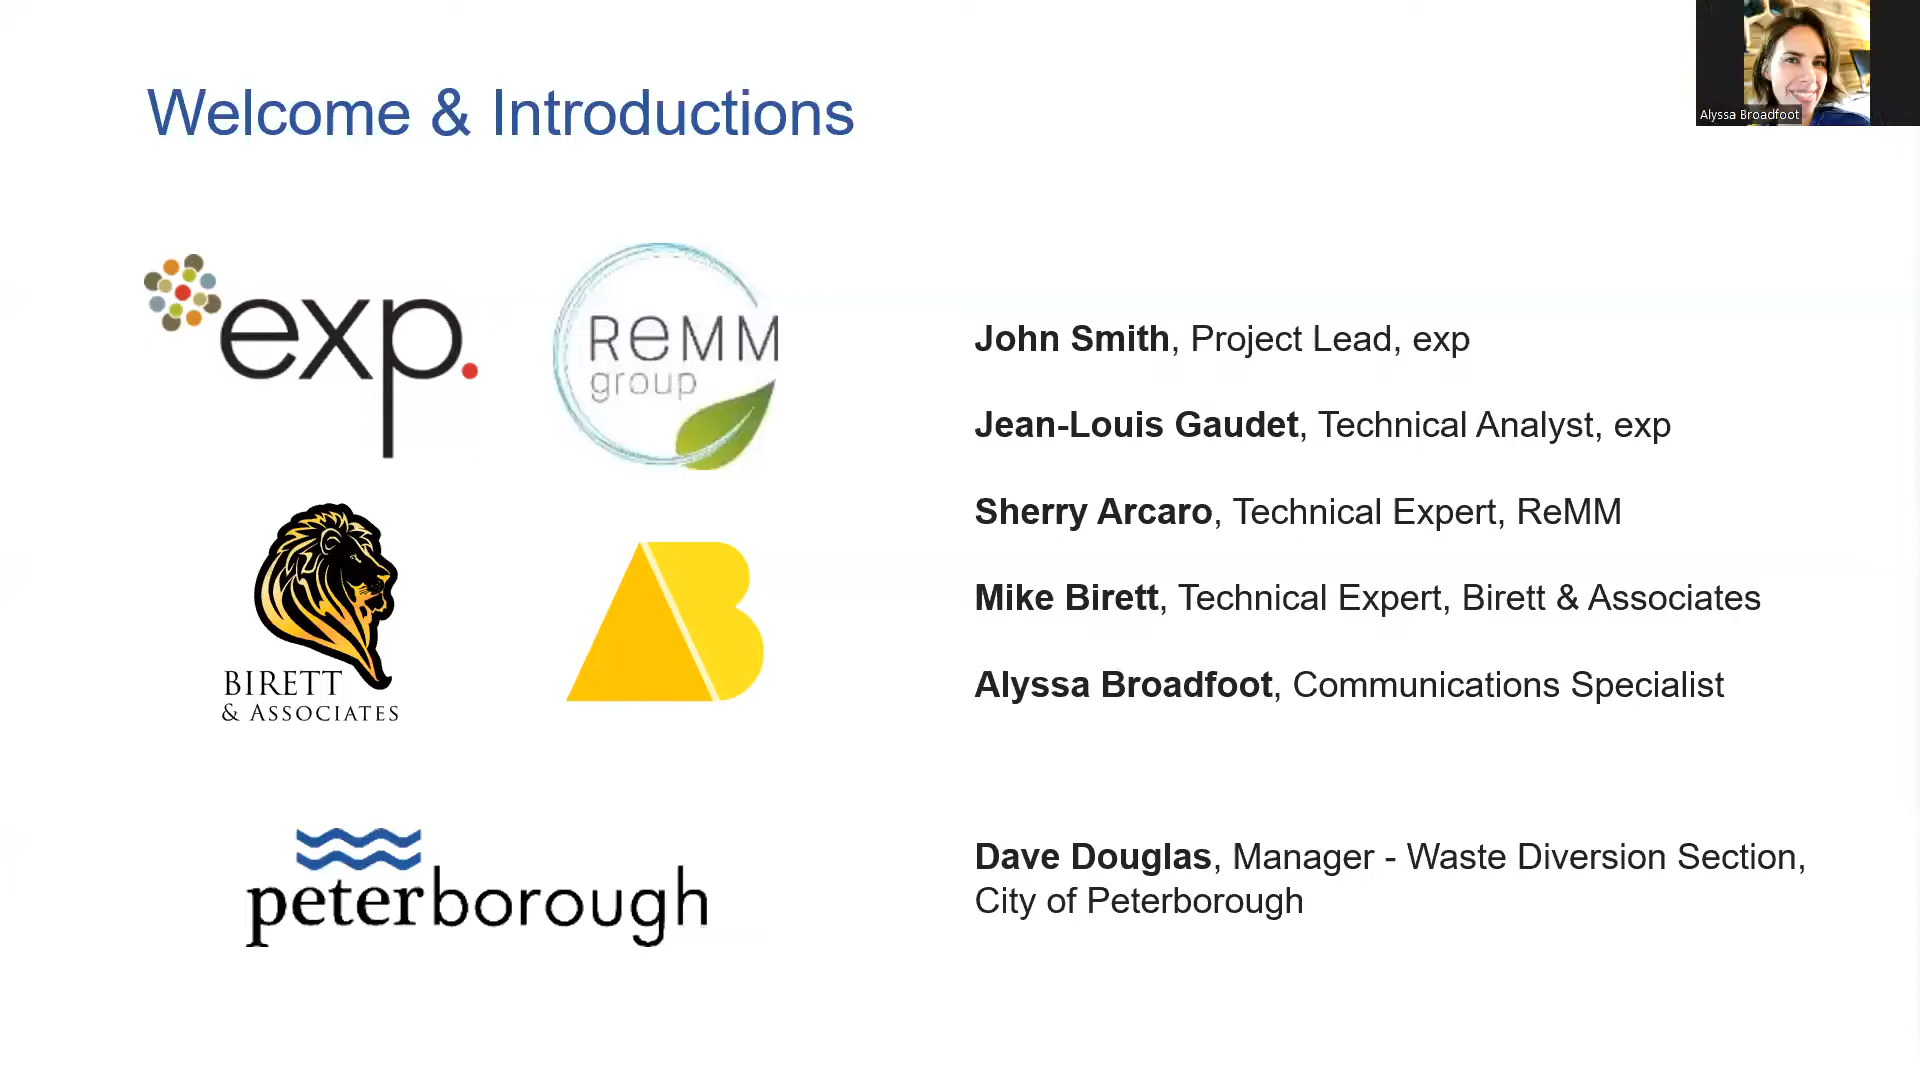 Welcome & Introductions
Alyssa Broadfoot
exp.
ReMM
group
BIRETT
& ASSOCIATES
AB
peterborough
John Smith, Project Lead, exp
Jean-Louis Gaudet, Technical Analyst, exp
Sherry Arcaro, Technical Expert, ReMM
Mike Birett, Technical Expert, Birett & Associates
Alyssa Broadfoot, Communications Specialist
Dave Douglas, Manager - Waste Diversion Section,
City of Peterborough